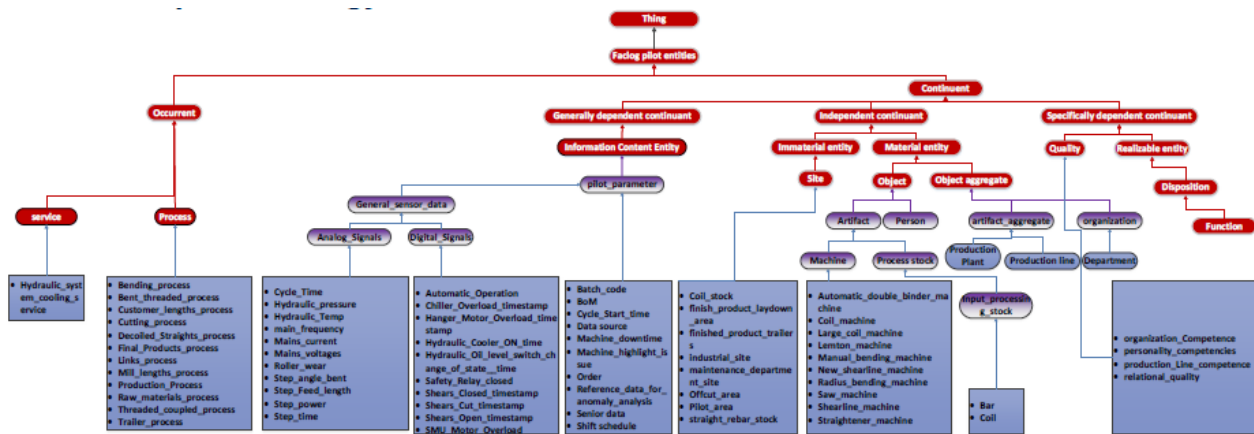 Thing
Faciog pilot entities
Continuent
Occurrent
Generally dependent continuant
Independent continuant
Specifically dependent continuant
Information Content Entity
Immaterial entity
Material entity
Quality
Realizable entity
pilot_parameter
Site
Object
Object aggregate
Disposition
General_sensor_data
service
Process
Artifact
Person
artifact_aggregate
organization
Function
Analog_Signals
Digital_Signals
Machine
Process stock
Production
Plant
Production line
Department
Input_processin
g_stock
• Hydraulic_syst
em_cooling_s
ervice
• Bending_process
• Bent_threaded_process
• Customer_lengths_process
• Cutting_process
• Decoiled_Straights_process
• Final_Products_process
• Links_process
• Mill_lengths_process
• Production_Process
• Raw_materials_process
• Threaded_coupled_process
• Trailer_process
• Cycle_Time
• Hydraulic_pressure
• Hydraulic_Temp
• main_frequency
• Mains_current
• Mains_voltages
• Roller_wear
• Step_angle_bent
• Step_Feed_length
• Step_power
• Step_time
• Automatic_Operation
• Chiller_Overload_timestamp
• Hanger_Motor_Overload_time
stamp
• Hydraulic_Cooler_ON_time
• Hydraulic_Oil_level_switch_ch
ange_of_state__time
• Safety_Relay_closed
• Shears_Closed_timestamp
• Shears_Cut_timestamp
• Shears_Open_timestamp
• SMU_Motor_Overload
• Batch_code
• BoM
• Cycle_Start_time
• Data source
• Machine_downtime
• Machine_highlight_is
sue
• Order
• Reference_data_for_
anomaly_analysis
• Senior data
• Shift schedule
• Coil_stock
• finish_product_laydown
_area
• finished_product_trailer
s
• industrial_site
• maintenance_departme
nt_site
• Offcut_area
• Pilot_area
• straight_rebar_stock
• Automatic_double_binder_ma
chine
• Coil_machine
• Large_coil_machine
• Lemton_machine
• Manual_bending_machine
• New_shearline_machine
• Radius_bending_machine
• Saw_machine
• Shearline_machine
• Straightener_machine
• Bar
• Coil
• organization_Competence
• personality_competencies
• production_Line_competence
• relational_quality